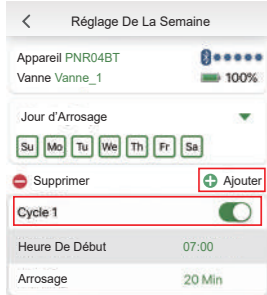 Réglage De La Semaine
Appareil PNR04BT
Vanne Vanne_1
100%
Jour d'Arrosage
Su Mo Tu We Th Fr Sa
Supprimer
Ajouter
Cycle 1
Heure De Début 07:00
Arrosage 20 Min